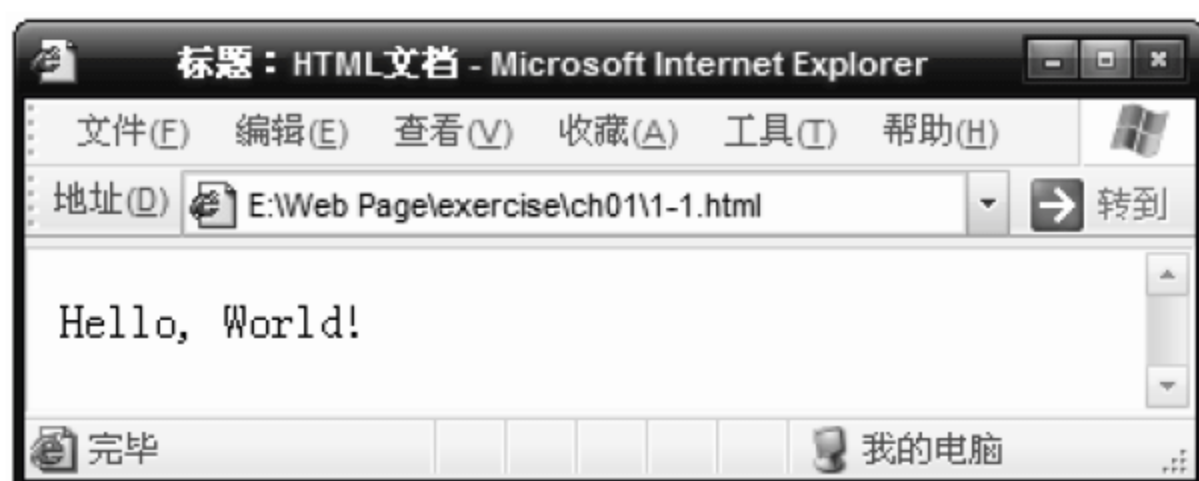 标题：HTML文档 - Microsoft Internet Explorer
文件(F) 编辑(E) 查看(V) 收藏(A) 工具(T) 帮助(H)
地址(D) E:\Web Page\exercise\ch01\1-1.html 转到
Hello, World!
完毕 我的电脑